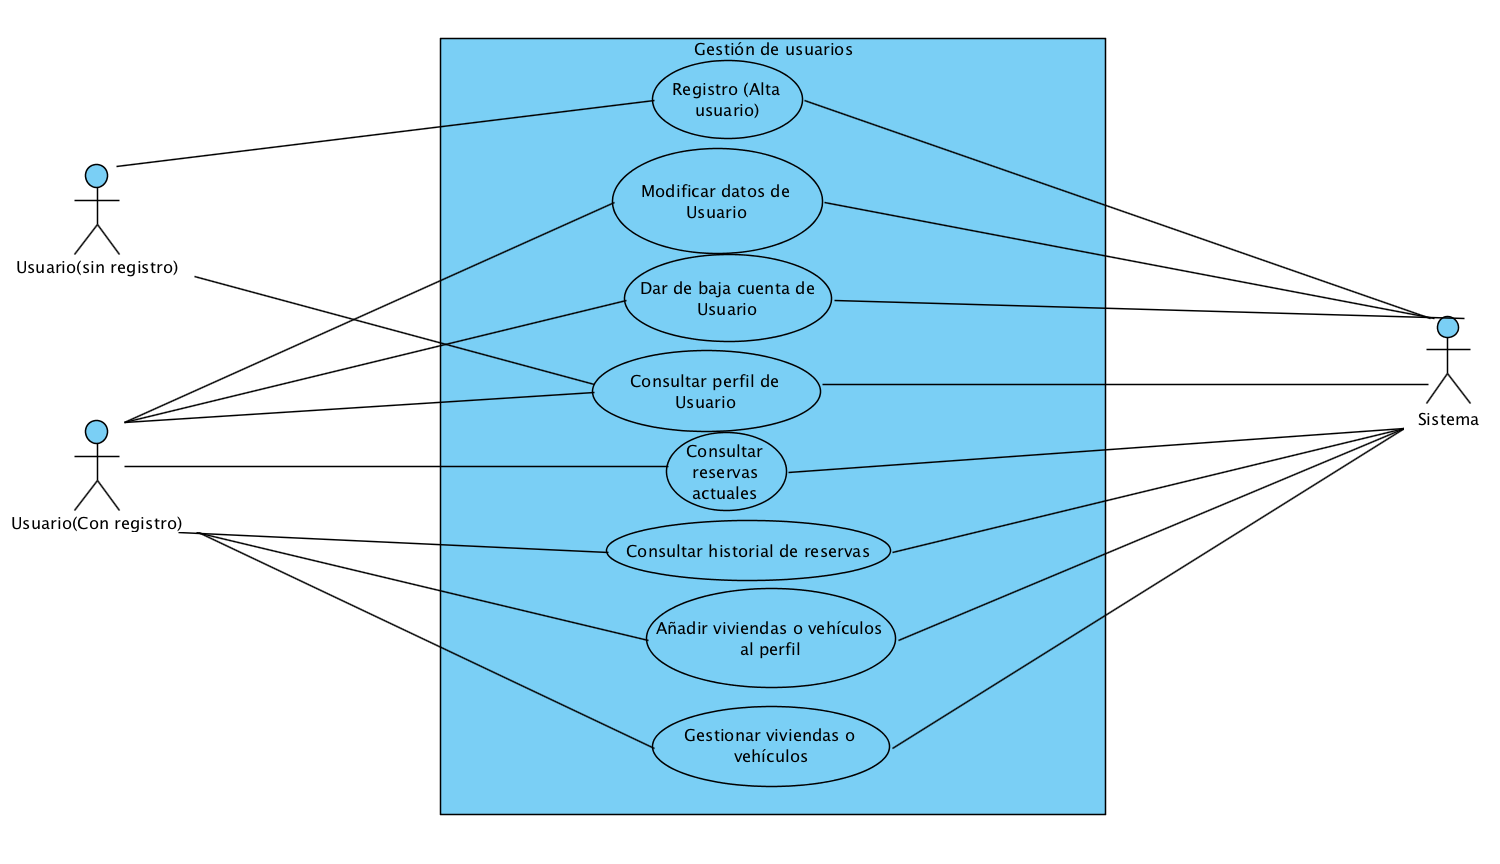 Gestión de usuarios
Registro (Alta
usuario)
Modificar datos de
Usuario
Usuario(sin registro)
Dar de baja cuenta de
Usuario
Consultar perfil de
Usuario
Sistema
Consultar
reservas
actuales
Usuario(Con registro)
Consultar historial de reservas
Añadir viviendas o vehículos
al perfil
Gestionar viviendas o
vehículos